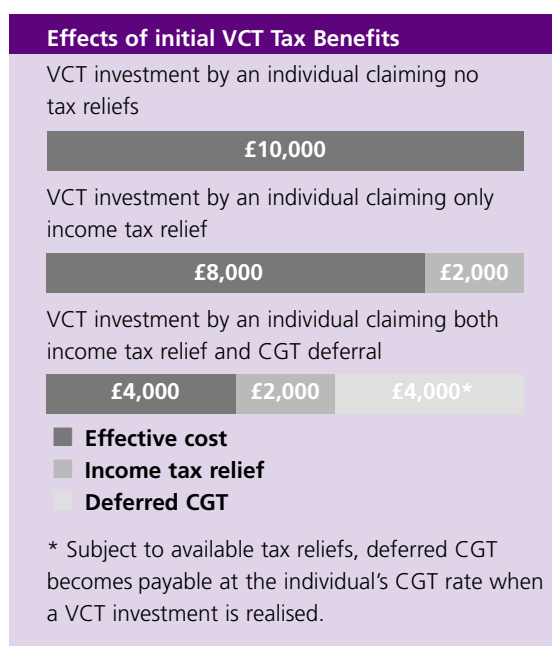 Effects of initial VCT Tax Benefits
VCT investment by an individual claiming no
tax reliefs
£10,000
VCT investment by an individual claiming only
income tax relief
£8,000 £2,000
VCT investment by an individual claiming both
income tax relief and CGT deferral
£4,000 £2,000 £4,000*
Effective cost
Income tax relief
Deferred CGT
* Subject to available tax reliefs, deferred CGT
becomes payable at the individual’s CGT rate when
a VCT investment is realised.